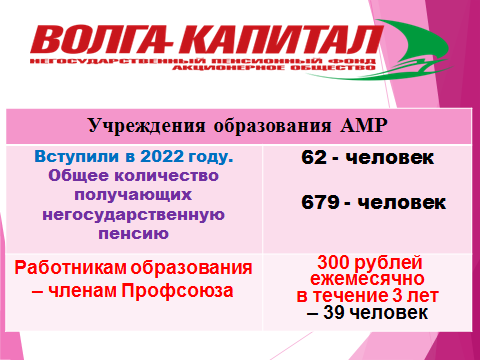 ВОЛГА-КАПИТАЛ
НЕГОСУДАРСТВЕННЫЙ ПЕНСИОННЫЙ ФОНД
АКЦИОНЕРНОЕ ОБЩЕСТВО
Учреждения образования АМР
Вступили в 2022 году.
Общее количество
получающих
негосударственную
пенсию
62 - человек
679 - человек
Работникам образования
– членам Профсоюза
300 рублей
ежемесячно
в течение 3 лет
– 39 человек